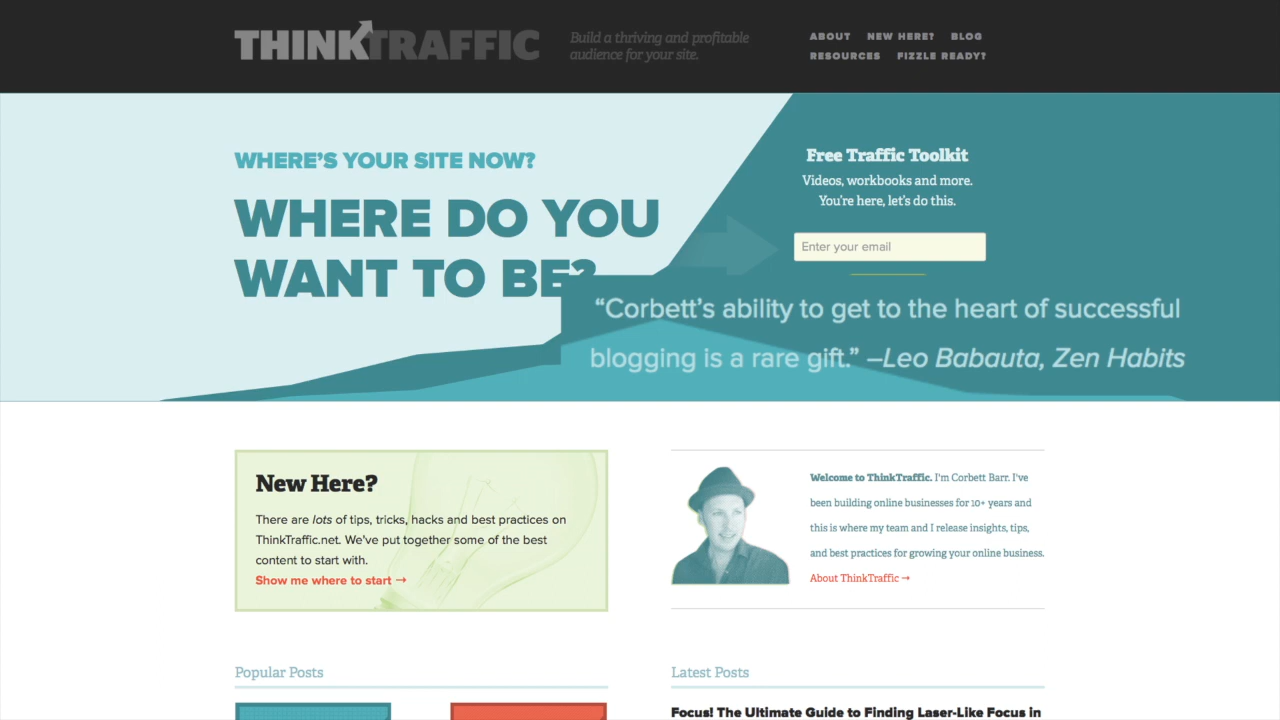 THINKTRAFFIC
Build a thriving and profitable
audience for your site.
ABOUT NEW HERE? BLOG
RESOURCES FIZZLE READY?
WHERE'S YOUR SITE NOW?
WHERE DO YOU
WANT TO BE?
Free Traffic Toolkit
Videos, workbooks and more.
You're here, let's do this.
Enter your email
“Corbett’s ability to get to the heart of successful
blogging is a rare gift.” –Leo Babauta, Zen Habits
New Here?
There are lots of tips, tricks, hacks and best practices on
ThinkTraffic.net. We've put together some of the best
content to start with.
Show me where to start →
Welcome to ThinkTraffic. I'm Corbett Barr. I've
been building online businesses for 10+ years and
this is where my team and I release insights, tips,
and best practices for growing your online business.
About ThinkTraffic →
Popular Posts
Latest Posts
Focus! The Ultimate Guide to Finding Laser-Like Focus in